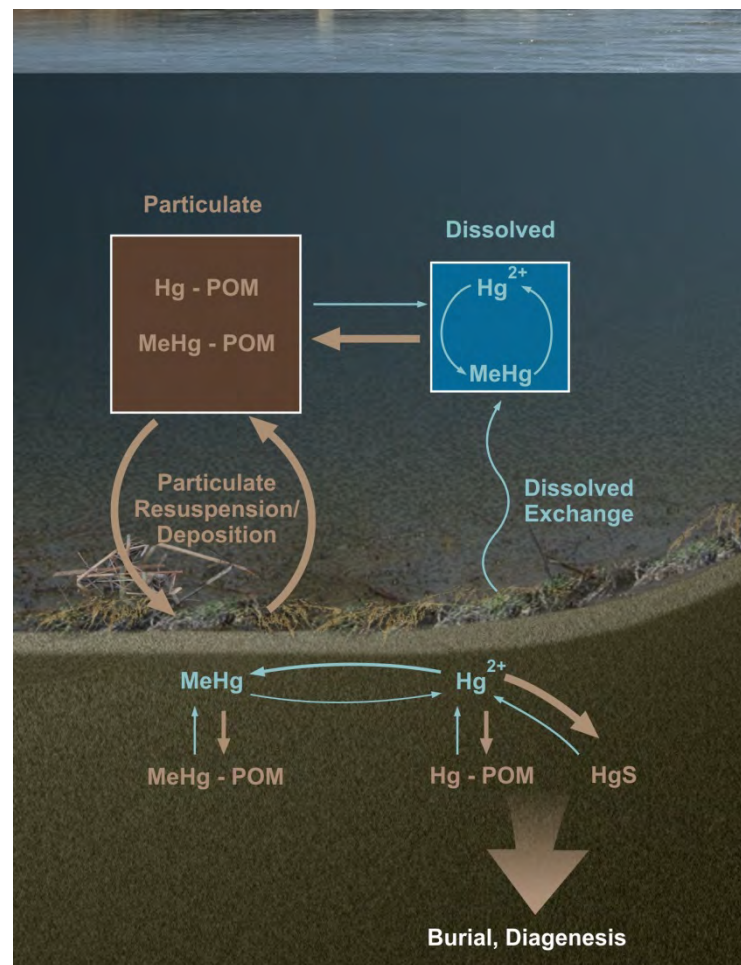 Particulate
Dissolved
Hg - POM
MeHg - POM
Hg2+
MeHg
Particulate
Resuspension/
Deposition
Dissolved
Exchange
MeHg
Hg2+
MeHg - POM
Hg - POM
HgS
Burial, Diagenesis